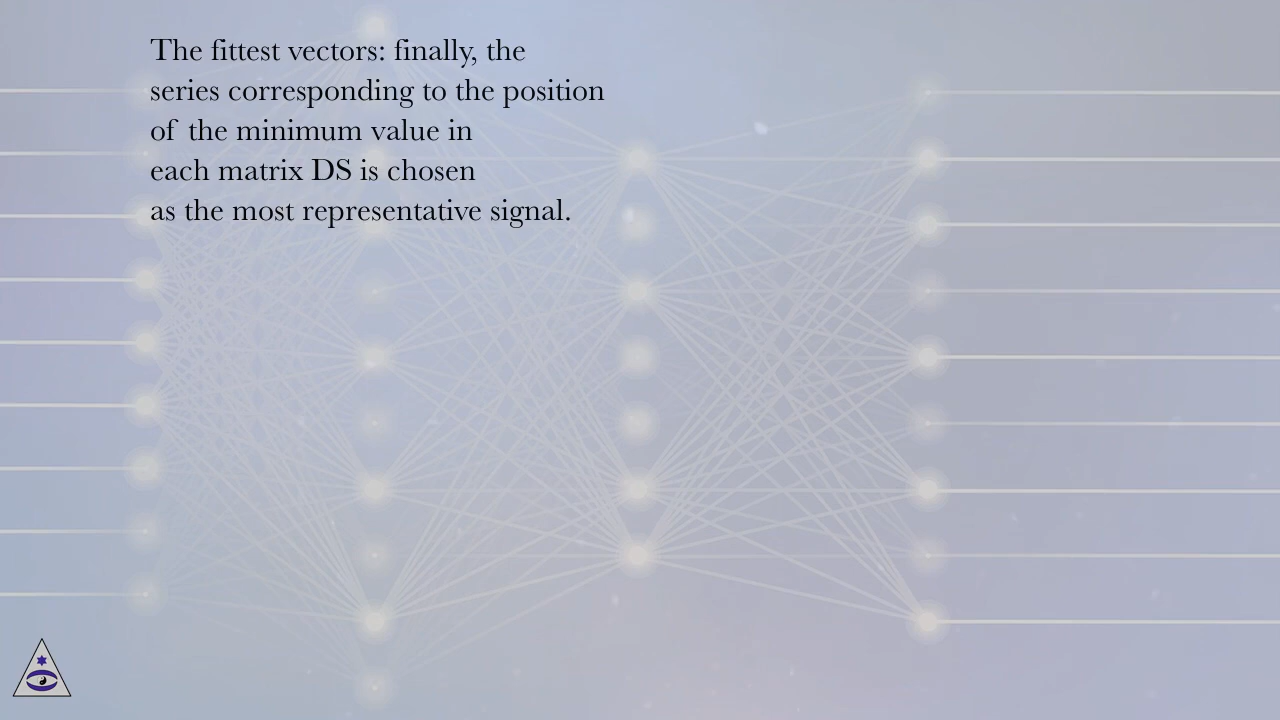 The fittest vectors: finally, the
series corresponding to the position
of the minimum value in
each matrix DS is chosen
as the most representative signal.